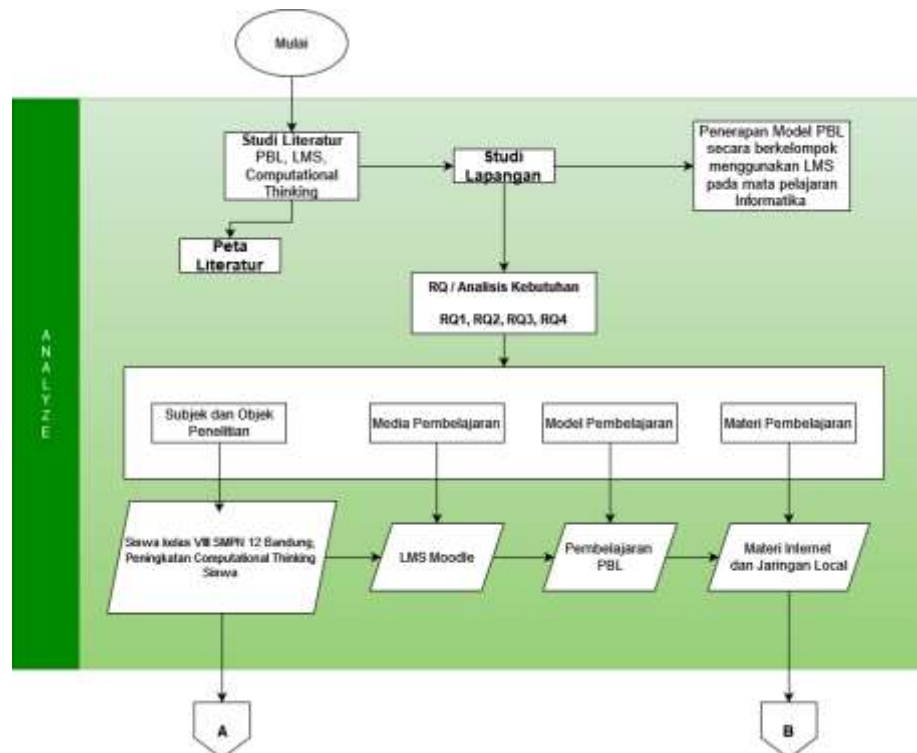 Mulai
Studi Literatur
PBL, LMS,
Computational
Thinking
Studi
Lapangan
Penerapan Model PBL
secara berkelompok
menggunakan LMS
pada mata pelajaran
Informatika
Peta
Literatur
RQ / Analisis Kebutuhan
RQ1, RQ2, RQ3, RQ4
ANALYZE
Subjek dan Objek
Penelitian
Media Pembelajaran
Model Pembelajaran
Materi Pembelajaran
Siswa kelas VIII SMPN 12 Bandung,
Peningkatan Computational Thinking
Siswa
LMS Moodle
Pembelajaran
PBL
Materi Internet
dan Jaringan Local
A
B